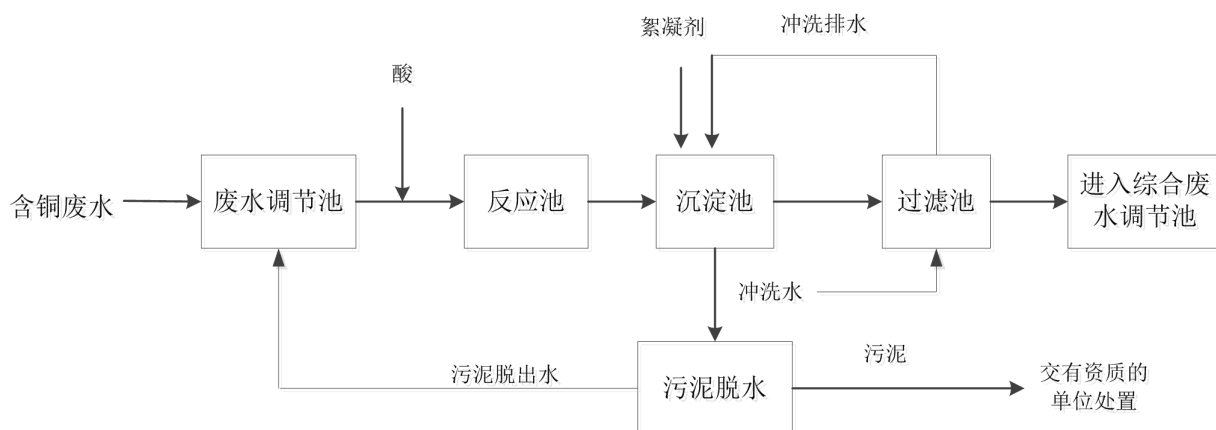 絮凝剂
冲洗排水
酸
含铜废水
废水调节池
反应池
沉淀池
过滤池
进入综合废
水调节池
冲洗水
污泥脱出水
污泥脱水
污泥
交有资质的
单位处置